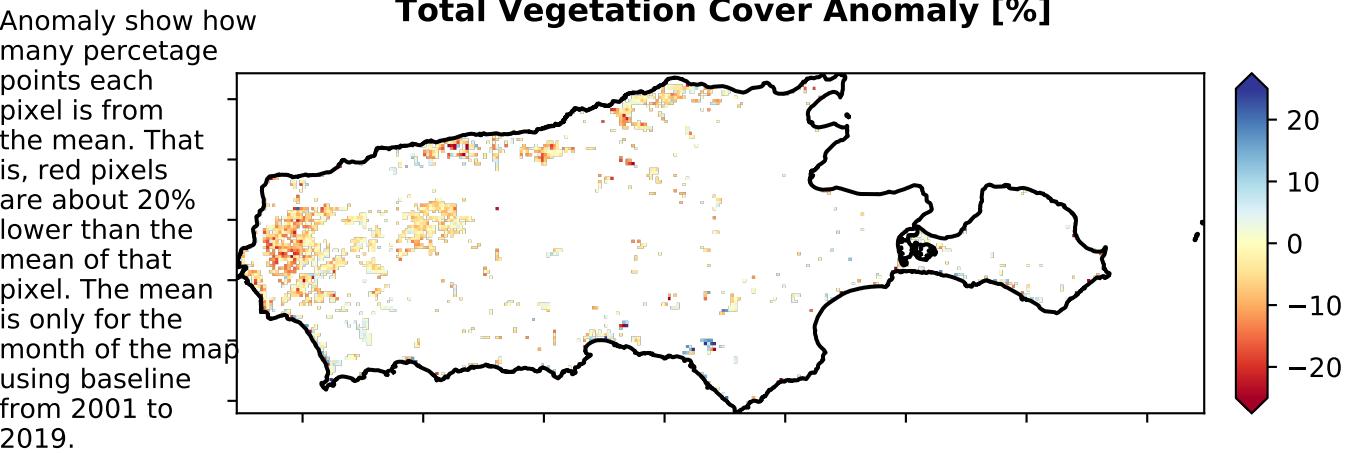 Total Vegetation Cover Anomaly [%]
Anomaly show how
many percetage
points each
pixel is from
the mean. That
is, red pixels
are about 20%
lower than the
mean of that
pixel. The mean
is only for the
month of the map
using baseline
from 2001 to
2019.
20
10
0
−10
−20